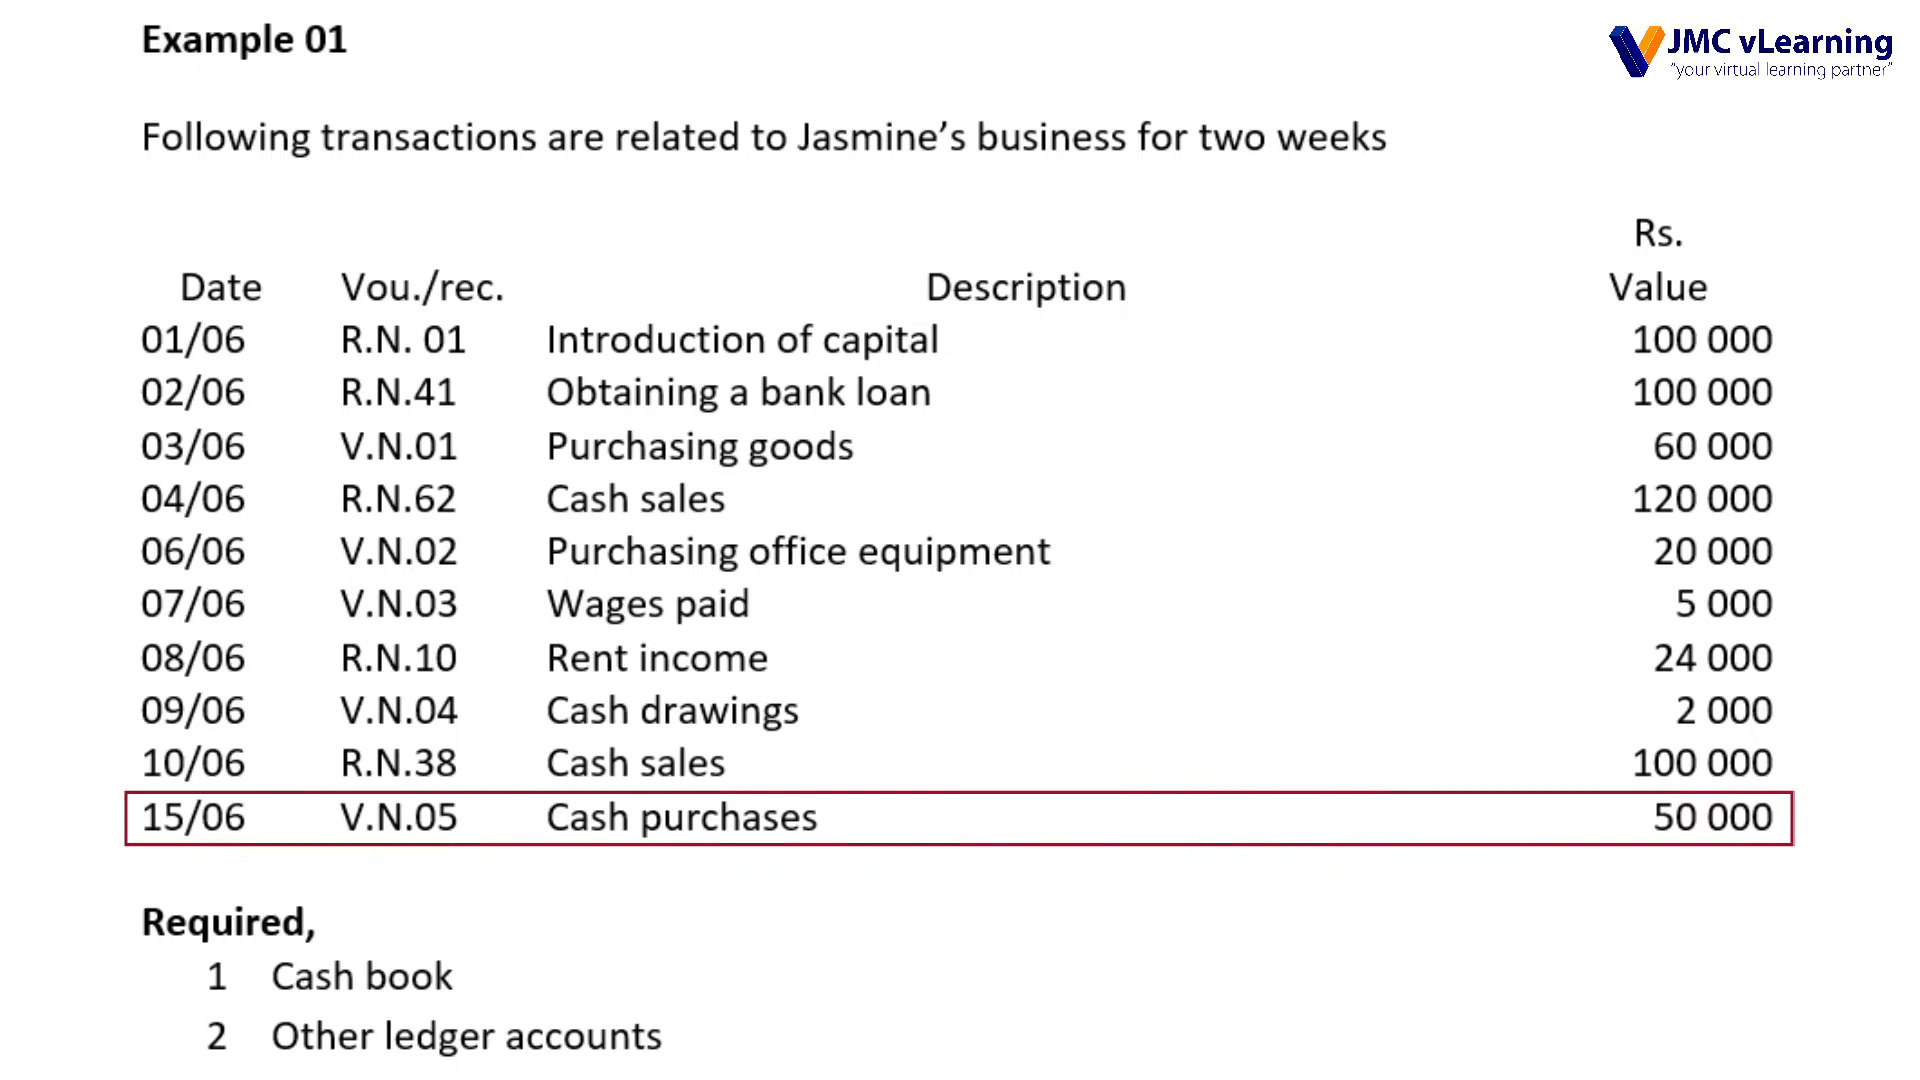 Example 01
JMC vLearning
"your virtual learning partner"
Following transactions are related to Jasmine’s business for two weeks
Rs.
Date Vou./rec. Description Value
01/06 R.N. 01 Introduction of capital 100 000
02/06 R.N.41 Obtaining a bank loan 100 000
03/06 V.N.01 Purchasing goods 60 000
04/06 R.N.62 Cash sales 120 000
06/06 V.N.02 Purchasing office equipment 20 000
07/06 V.N.03 Wages paid 5 000
08/06 R.N.10 Rent income 24 000
09/06 V.N.04 Cash drawings 2 000
10/06 R.N.38 Cash sales 100 000
15/06 V.N.05 Cash purchases 50 000
Required,
1 Cash book
2 Other ledger accounts